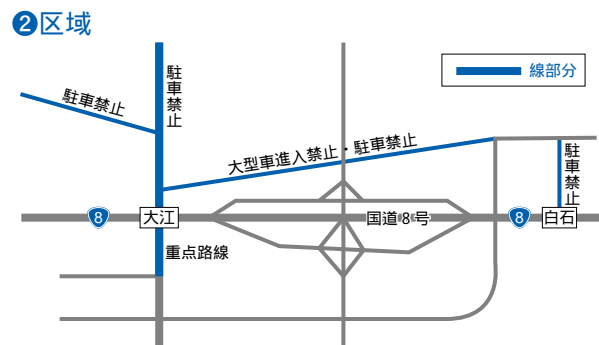 ❷区域
線部分
駐車禁止
駐車禁止
大型車進入禁止・駐車禁止
駐車禁止
8
大江
国道8号
8
白石
重点路線